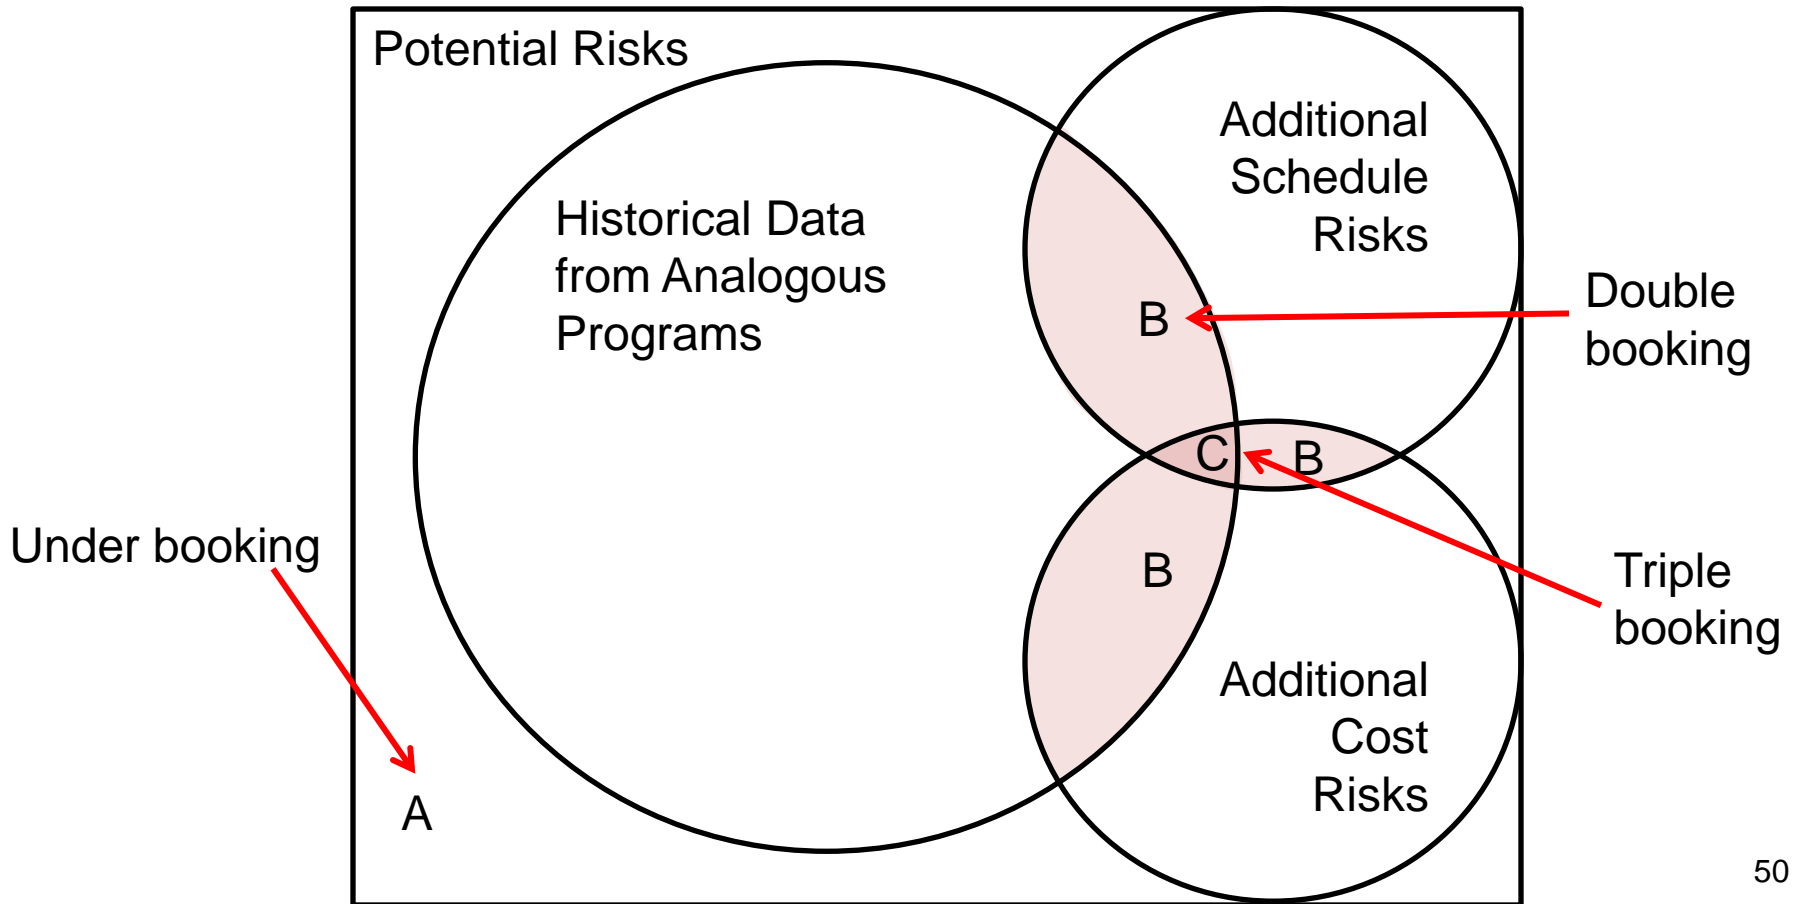 Potential Risks
Historical Data
from Analogous
Programs
Additional
Schedule
Risks
B
Double
booking
C
B
Under booking
B
Triple
booking
Additional
Cost
Risks
A
50